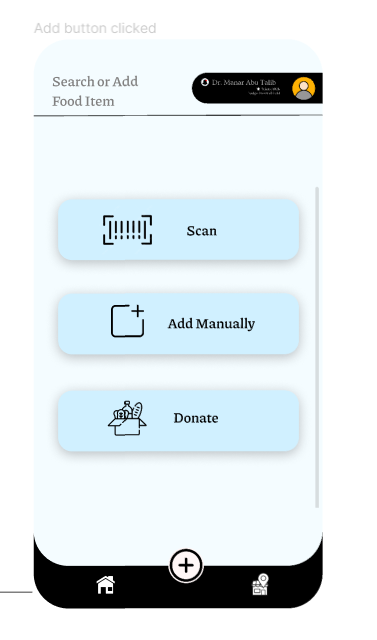 Add button clicked
Search or Add
Food Item
Dr. Manar Abu Talib
Scan
Add Manually
Donate